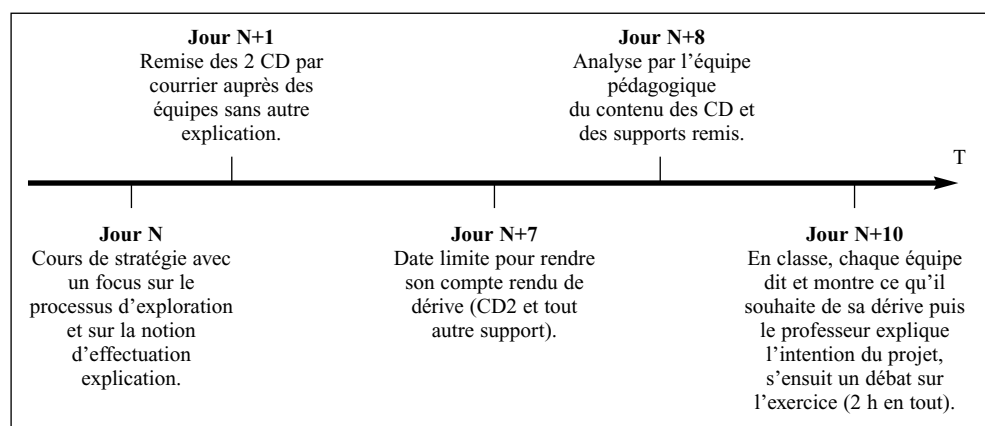 Jour N+1
Remise des 2 CD par
courrier auprès des
équipes sans autre
explication.
Jour N+8
Analyse par l’équipe
pédagogique
du contenu des CD et
des supports remis.
T
Jour N
Cours de stratégie avec
un focus sur le
processus d’exploration
et sur la notion
d’effectuation
explication.
Jour N+7
Date limite pour rendre
son compte rendu de
dérive (CD2 et tout
autre support).
Jour N+10
En classe, chaque équipe
dit et montre ce qu’il
souhaite de sa dérive puis
le professeur explique
l’intention du projet,
s’ensuit un débat sur
l’exercice (2 h en tout).